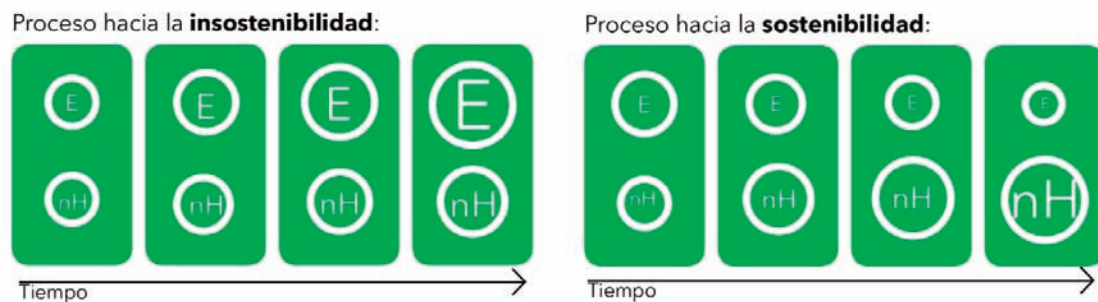 Proceso hacia la insostenibilidad:
E E E E
nH nH nH nH
Tiempo
Proceso hacia la sostenibilidad:
E E E E
nH nH nH nH
Tiempo